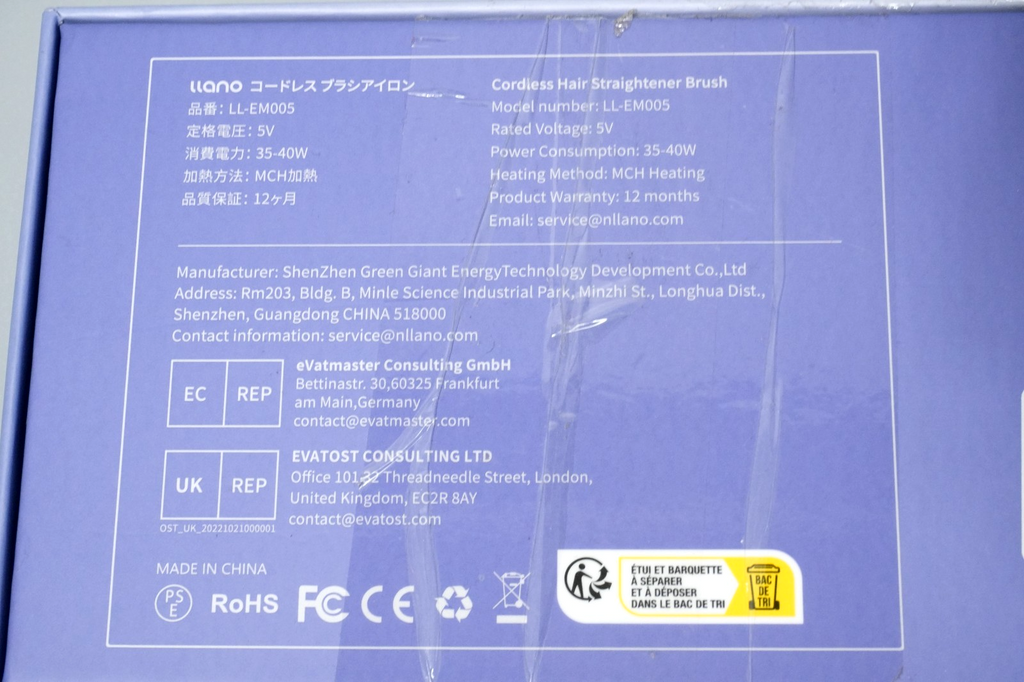 LLANO コードレス ブラシアイロン
品番：LL-EM005
定格電圧：5V
消費電力：35-40W
加熱方法：MCH加熱
品質保証：12ヶ月
Cordless Hair Straightener Brush
Model number: LL-EM005
Rated Voltage: 5V
Power Consumption: 35-40W
Heating Method: MCH Heating
Product Warranty: 12 months
Email: service@nllano.com
Manufacturer: ShenZhen Green Giant EnergyTechnology Development Co.,Ltd
Address: Rm203, Bldg. B, Minle Science Industrial Park, Minzhi St., Longhua Dist.,
Shenzhen, Guangdong CHINA 518000
Contact information: service@nllano.com
EC REP
eVatmaster Consulting GmbH
Bettinastr. 30,60325 Frankfurt
am Main,Germany
contact@evatmaster.com
UK REP
OST_UK_20221021000001
EVATOST CONSULTING LTD
Office 101 32 Threadneedle Street, London,
United Kingdom, EC2R 8AY
contact@evatost.com
MADE IN CHINA
PS
E
RoHS FC CE
ÉTUI ET BARQUETTE
À SÉPARER
ET À DÉPOSER
DANS LE BAC DE TRI
BAC
DE
TRI